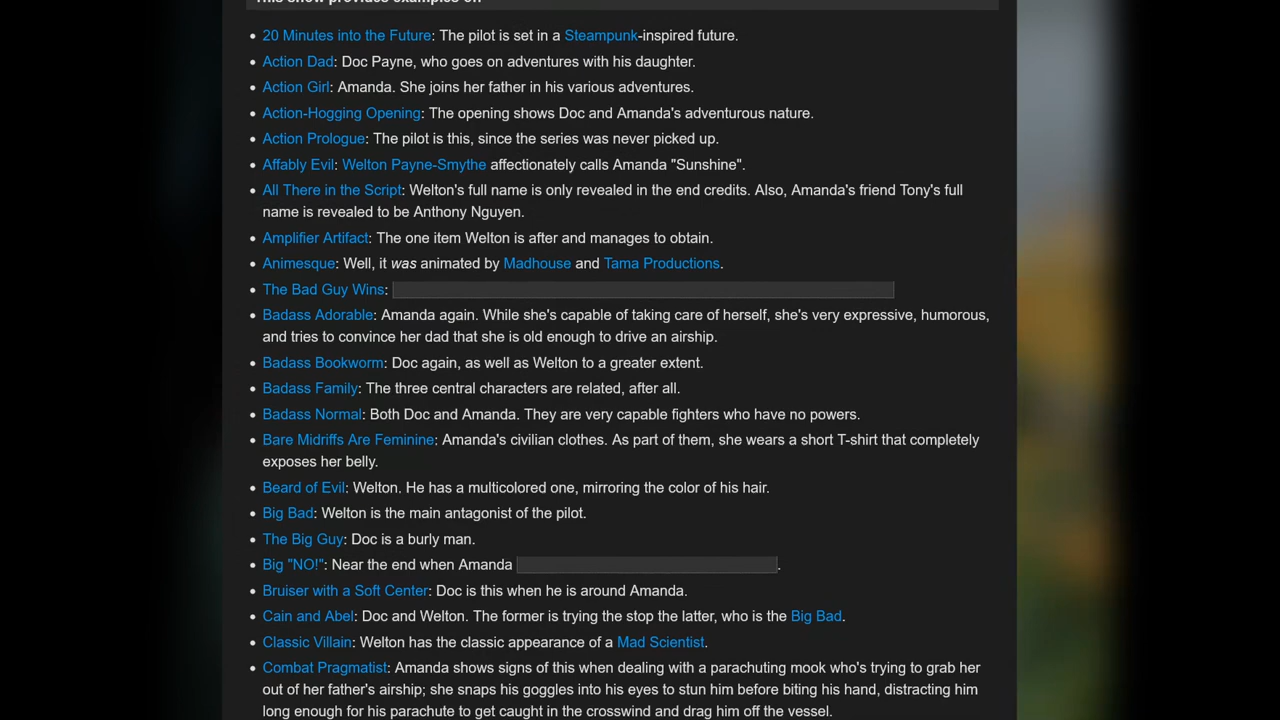 This show provides examples on
• 20 Minutes into the Future: The pilot is set in a Steampunk-inspired future.
• Action Dad: Doc Payne, who goes on adventures with his daughter.
• Action Girl: Amanda. She joins her father in his various adventures.
• Action-Hogging Opening: The opening shows Doc and Amanda's adventurous nature.
• Action Prologue: The pilot is this, since the series was never picked up.
• Affably Evil: Welton Payne-Smythe affectionately calls Amanda "Sunshine".
• All There in the Script: Welton's full name is only revealed in the end credits. Also, Amanda's friend Tony's full
name is revealed to be Anthony Nguyen.
• Amplifier Artifact: The one item Welton is after and manages to obtain.
• Animesque: Well, it was animated by Madhouse and Tama Productions.
• The Bad Guy Wins:
• Badass Adorable: Amanda again. While she's capable of taking care of herself, she's very expressive, humorous,
and tries to convince her dad that she is old enough to drive an airship.
• Badass Bookworm: Doc again, as well as Welton to a greater extent.
• Badass Family: The three central characters are related, after all.
• Badass Normal: Both Doc and Amanda. They are very capable fighters who have no powers.
• Bare Midriffs Are Feminine: Amanda's civilian clothes. As part of them, she wears a short T-shirt that completely
exposes her belly.
• Beard of Evil: Welton. He has a multicolored one, mirroring the color of his hair.
• Big Bad: Welton is the main antagonist of the pilot.
• The Big Guy: Doc is a burly man.
• Big "NO!": Near the end when Amanda .
• Bruiser with a Soft Center: Doc is this when he is around Amanda.
• Cain and Abel: Doc and Welton. The former is trying the stop the latter, who is the Big Bad.
• Classic Villain: Welton has the classic appearance of a Mad Scientist.
• Combat Pragmatist: Amanda shows signs of this when dealing with a parachuting mook who's trying to grab her
out of her father's airship; she snaps his goggles into his eyes to stun him before biting his hand, distracting him
long enough for his parachute to get caught in the crosswind and drag him off the vessel.